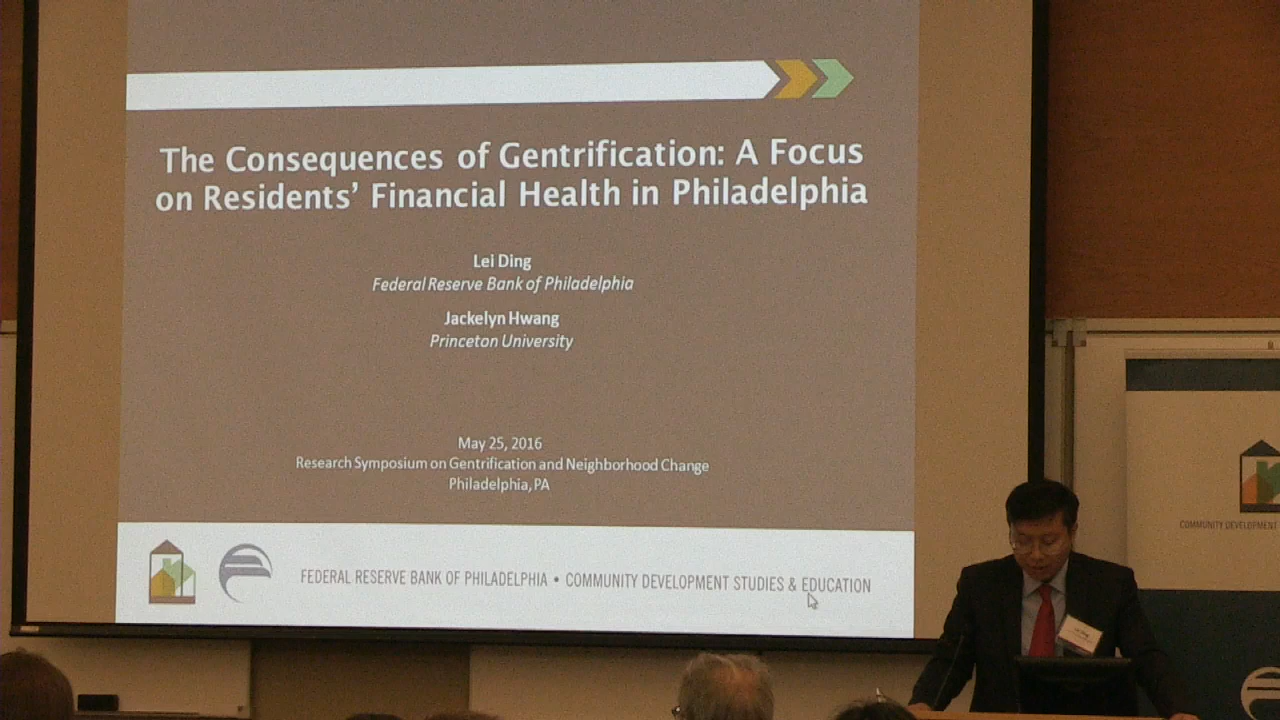 The Consequences of Gentrification: A Focus
on Residents' Financial Health in Philadelphia
Lei Ding
Federal Reserve Bank of Philadelphia
Jackelyn Hwang
Princeton University
May 25, 2016
Research Symposium on Gentrification and Neighborhood Change
Philadelphia, PA
FEDERAL RESERVE BANK OF PHILADELPHIA • COMMUNITY DEVELOPMENT STUDIES & EDUCATION
COMMUNITY DEVELOPMENT